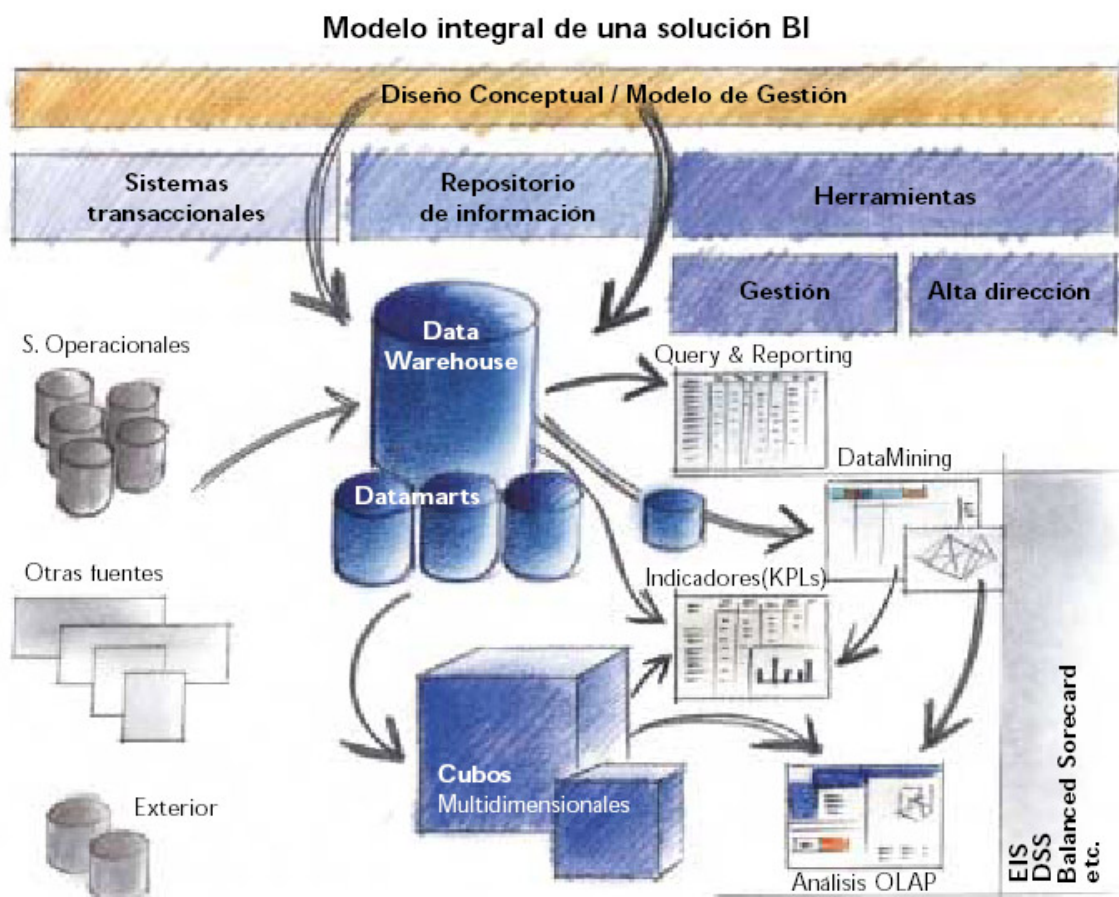 Modelo integral de una solución BI
Diseño Conceptual / Modelo de Gestión
Sistemas
transaccionales
Repositorio
de información
Herramientas
Gestión
Alta dirección
S. Operacionales
Data
Warehouse
Query & Reporting
DataMining
Datamarts
Otras fuentes
Indicadores(KPLs)
Cubos
Multidimensionales
Exterior
Análisis OLAP
EIS
DSS
Balanced Sorecard
etc.